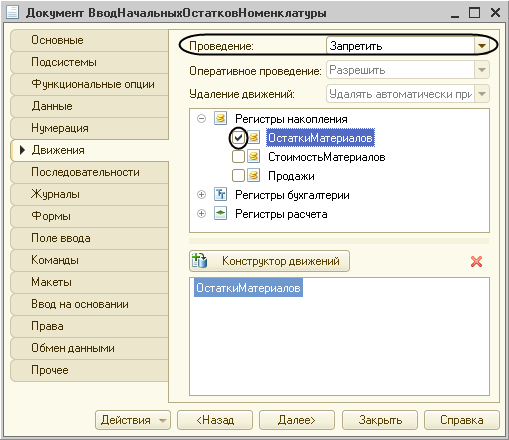 Документ ВводНачальныхОстатковНоменклатуры
Основные
Подсистемы
Функциональные опции
Данные
Нумерация
Движения
Последовательности
Журналы
Формы
Поле ввода
Команды
Макеты
Ввод на основании
Права
Обмен данными
Прочее
Проведение: Запретить
Оперативное проведение: Разрешить
Удаление движений: Удалять автоматически при
Регистры накопления
ОстаткиМатериалов
СтоимостьМатериалов
Продажи
Регистры бухгалтерии
Регистры расчета
Конструктор движений
ОстаткиМатериалов
Действия <Назад Далее> Закрыть Справка